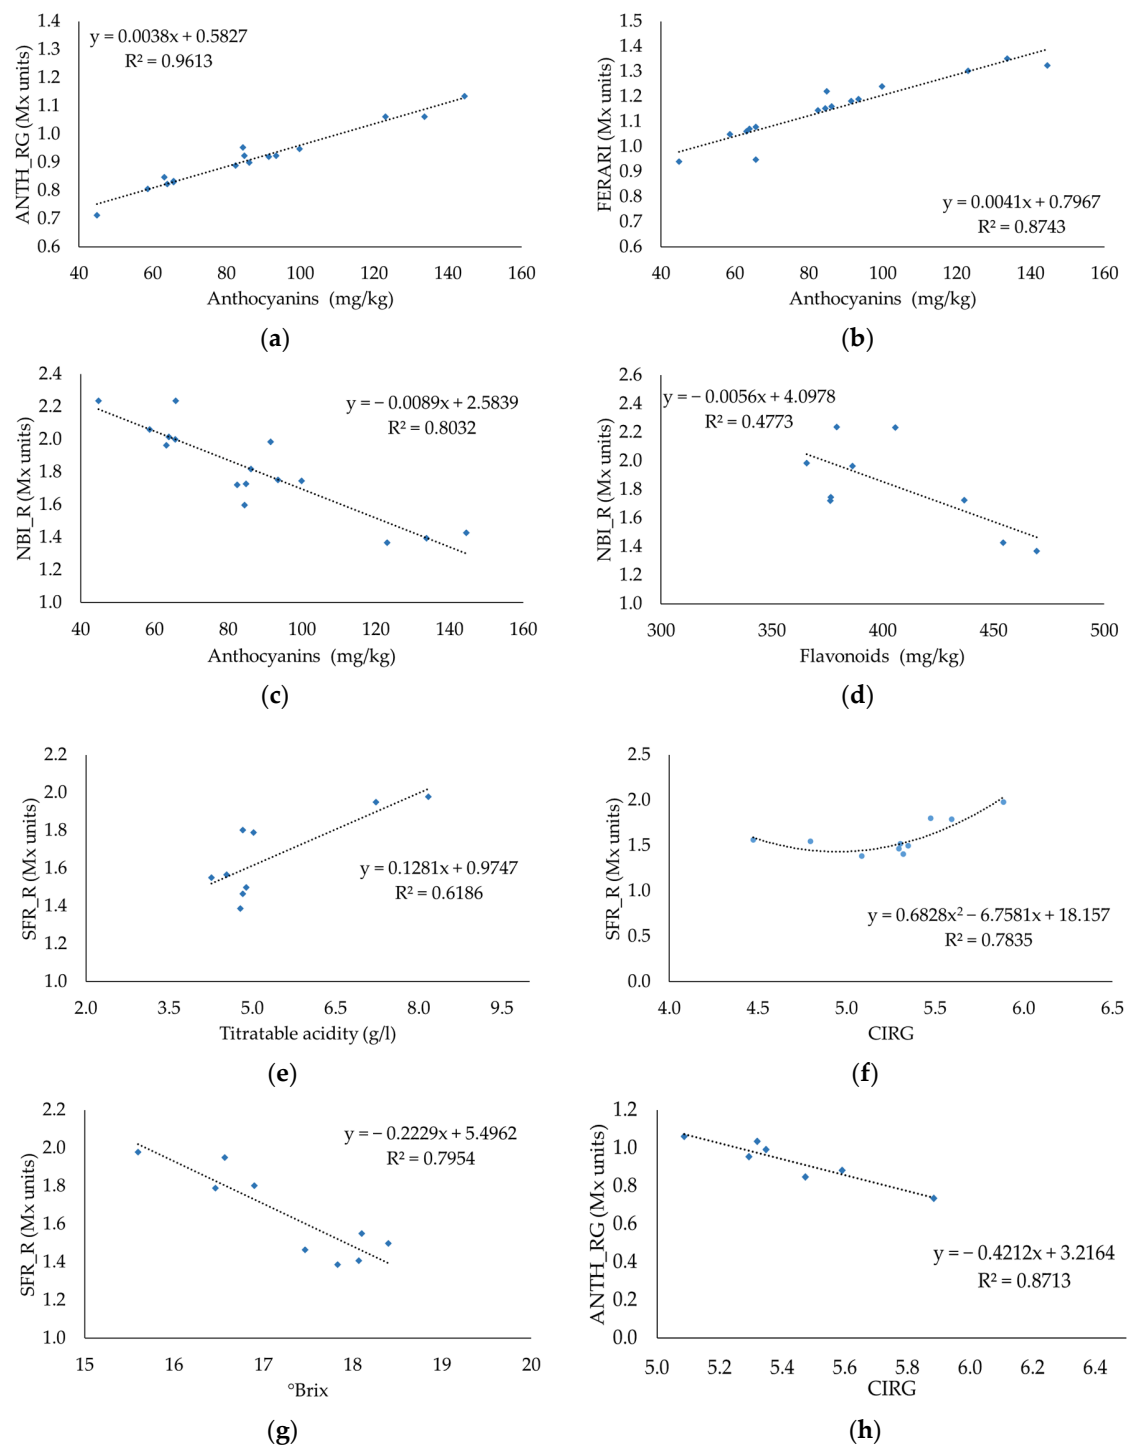 1.4
1.3
1.2
1.1
1.0
0.9
0.8
0.7
0.6
ANTH_RG (Mx units)
y = 0.0038x + 0.5827
R² = 0.9613
40 60 80 100 120 140 160
Anthocyanins (mg/kg)
(a)
1.5
1.4
1.3
1.2
1.1
1.0
0.9
0.8
0.7
0.6
FERARI (Mx units)
y = 0.0041x + 0.7967
R² = 0.8743
40 60 80 100 120 140 160
Anthocyanins (mg/kg)
(b)
2.4
2.2
2.0
1.8
1.6
1.4
1.2
1.0
NBI_R (Mx units)
y = − 0.0089x + 2.5839
R² = 0.8032
40 60 80 100 120 140 160
Anthocyanins (mg/kg)
(c)
2.6
2.4
2.2
2.0
1.8
1.6
1.4
1.2
1.0
NBI_R (Mx units)
y = − 0.0056x + 4.0978
R² = 0.4773
300 350 400 450 500
Flavonoids (mg/kg)
(d)
2.2
2.0
1.8
1.6
1.4
1.2
1.0
SFR_R (Mx units)
y = 0.1281x + 0.9747
R² = 0.6186
2.0 3.5 5.0 6.5 8.0 9.5
Titratable acidity (g/l)
(e)
2.5
2.0
1.5
1.0
0.5
0.0
SFR_R (Mx units)
y = 0.6828x² − 6.7581x + 18.157
R² = 0.7835
4.0 4.5 5.0 5.5 6.0 6.5
CIRG
(f)
2.2
2.0
1.8
1.6
1.4
1.2
1.0
SFR_R (Mx units)
y = − 0.2229x + 5.4962
R² = 0.7954
15 16 17 18 19 20
°Brix
(g)
1.2
1.0
0.8
0.6
0.4
0.2
0.0
ANTH_RG (Mx units)
y = − 0.4212x + 3.2164
R² = 0.8713
5.0 5.2 5.4 5.6 5.8 6.0 6.2 6.4
CIRG
(h)